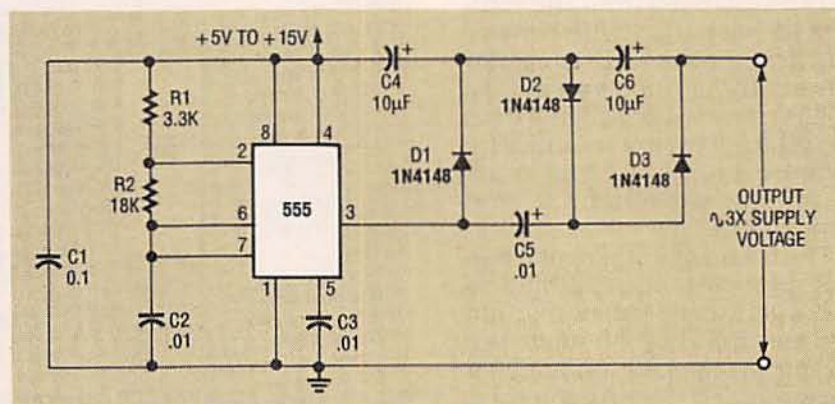 +5V TO +15V
R1
3.3K
R2
18K
C1
0.1
C2
.01
C3
.01
8
4
2
6
7
3
1
5
555
C4
+
10µF
D1
1N4148
D2
1N4148
C5
+
.01
C6
+
10µF
D3
1N4148
OUTPUT
∿3X SUPPLY
VOLTAGE